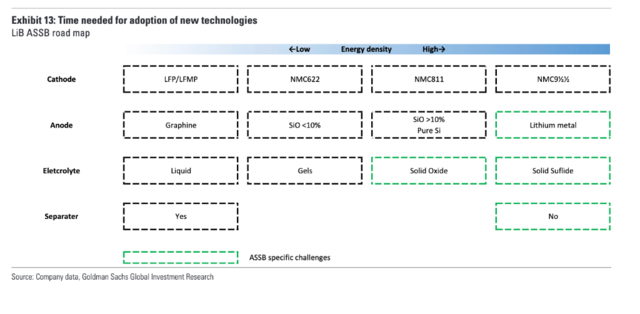 Exhibit 13: Time needed for adoption of new technologies
LiB ASSB road map
←Low Energy density High→
Cathode LFP/LFMP NMC622 NMC811 NMC9½½
Anode Graphine SiO <10% SiO >10%
Pure Si Lithium metal
Eletcrolyte Liquid Gels Solid Oxide Solid Suflide
Separater Yes No
ASSB specific challenges
Source: Company data, Goldman Sachs Global Investment Research